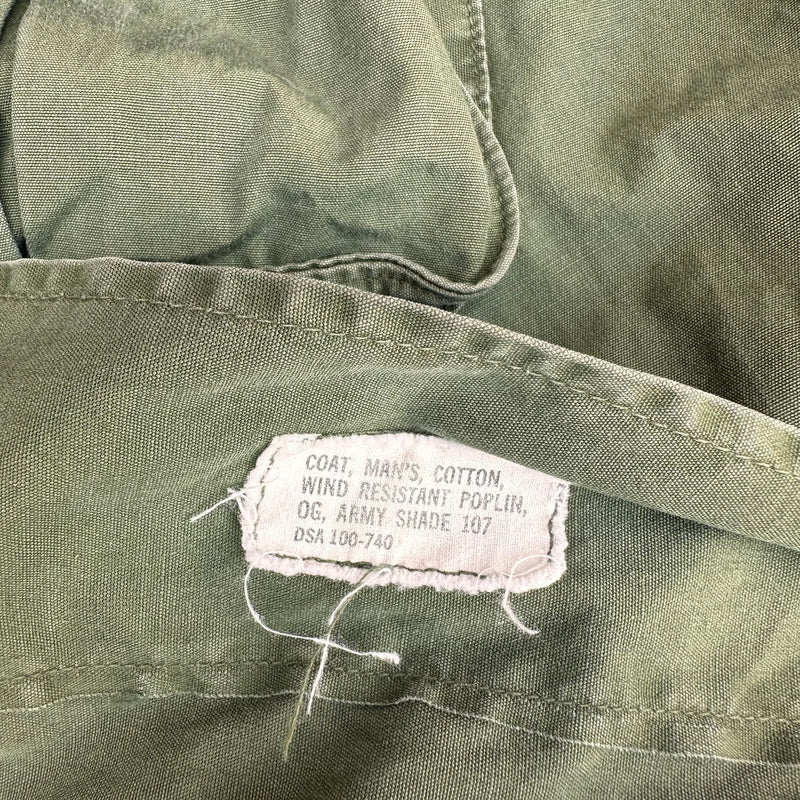 COAT, MAN'S, COTTON,
WIND RESISTANT POPLIN,
OG, ARMY SHADE 107
DSA 100-740